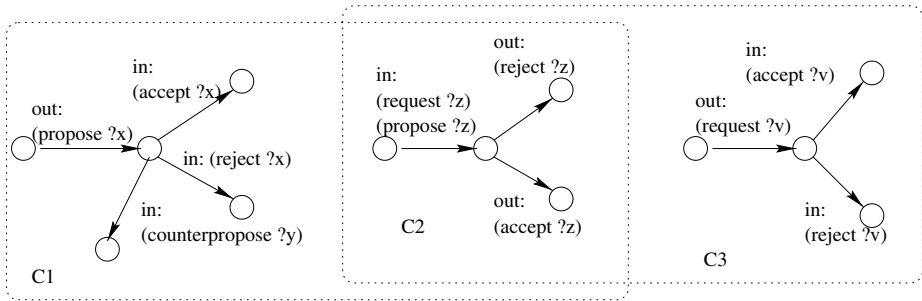 out:
(propose ?x)
in:
(accept ?x)
in: (reject ?x)
in:
(counterpropose ?y)
C1
in:
(request ?z)
(propose ?z)
out:
(reject ?z)
out:
(accept ?z)
C2
out:
(request ?v)
in:
(accept ?v)
in:
(reject ?v)
C3